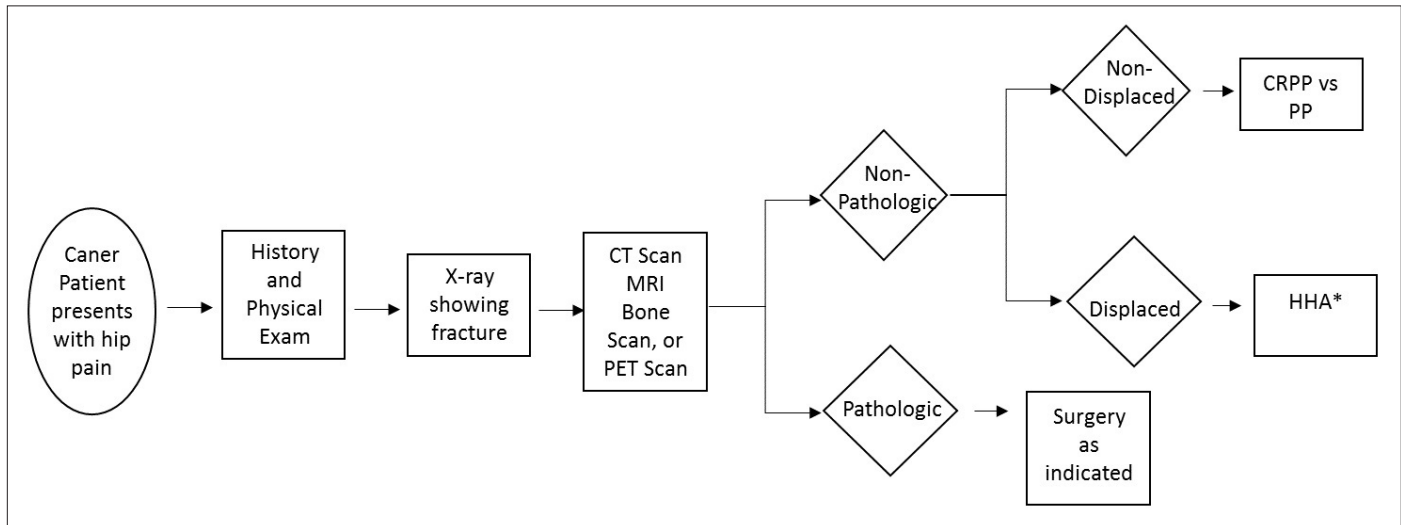 Caner
Patient
presents
with hip
pain
History
and
Physical
Exam
X-ray
showing
fracture
CT Scan
MRI
Bone
Scan, or
PET Scan
Non-
Pathologic
Non-
Displaced
CRPP vs
PP
Displaced
HHA*
Pathologic
Surgery
as
indicated